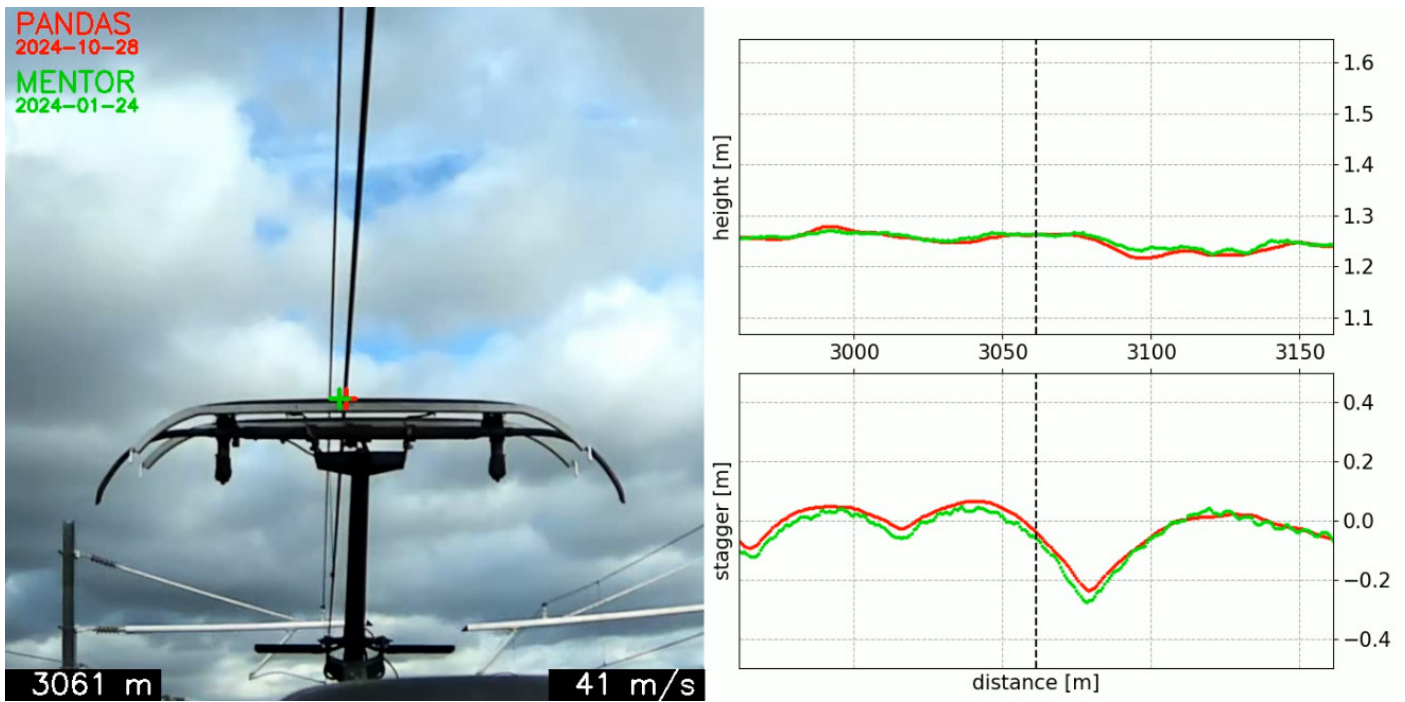 PANDAS
2024-10-28
MENTOR
2024-01-24
3061 m
41 m/s
height [m]
1.6
1.5
1.4
1.3
1.2
1.1
3000
3050
3100
3150
stagger [m]
0.4
0.2
0.0
−0.2
−0.4
distance [m]